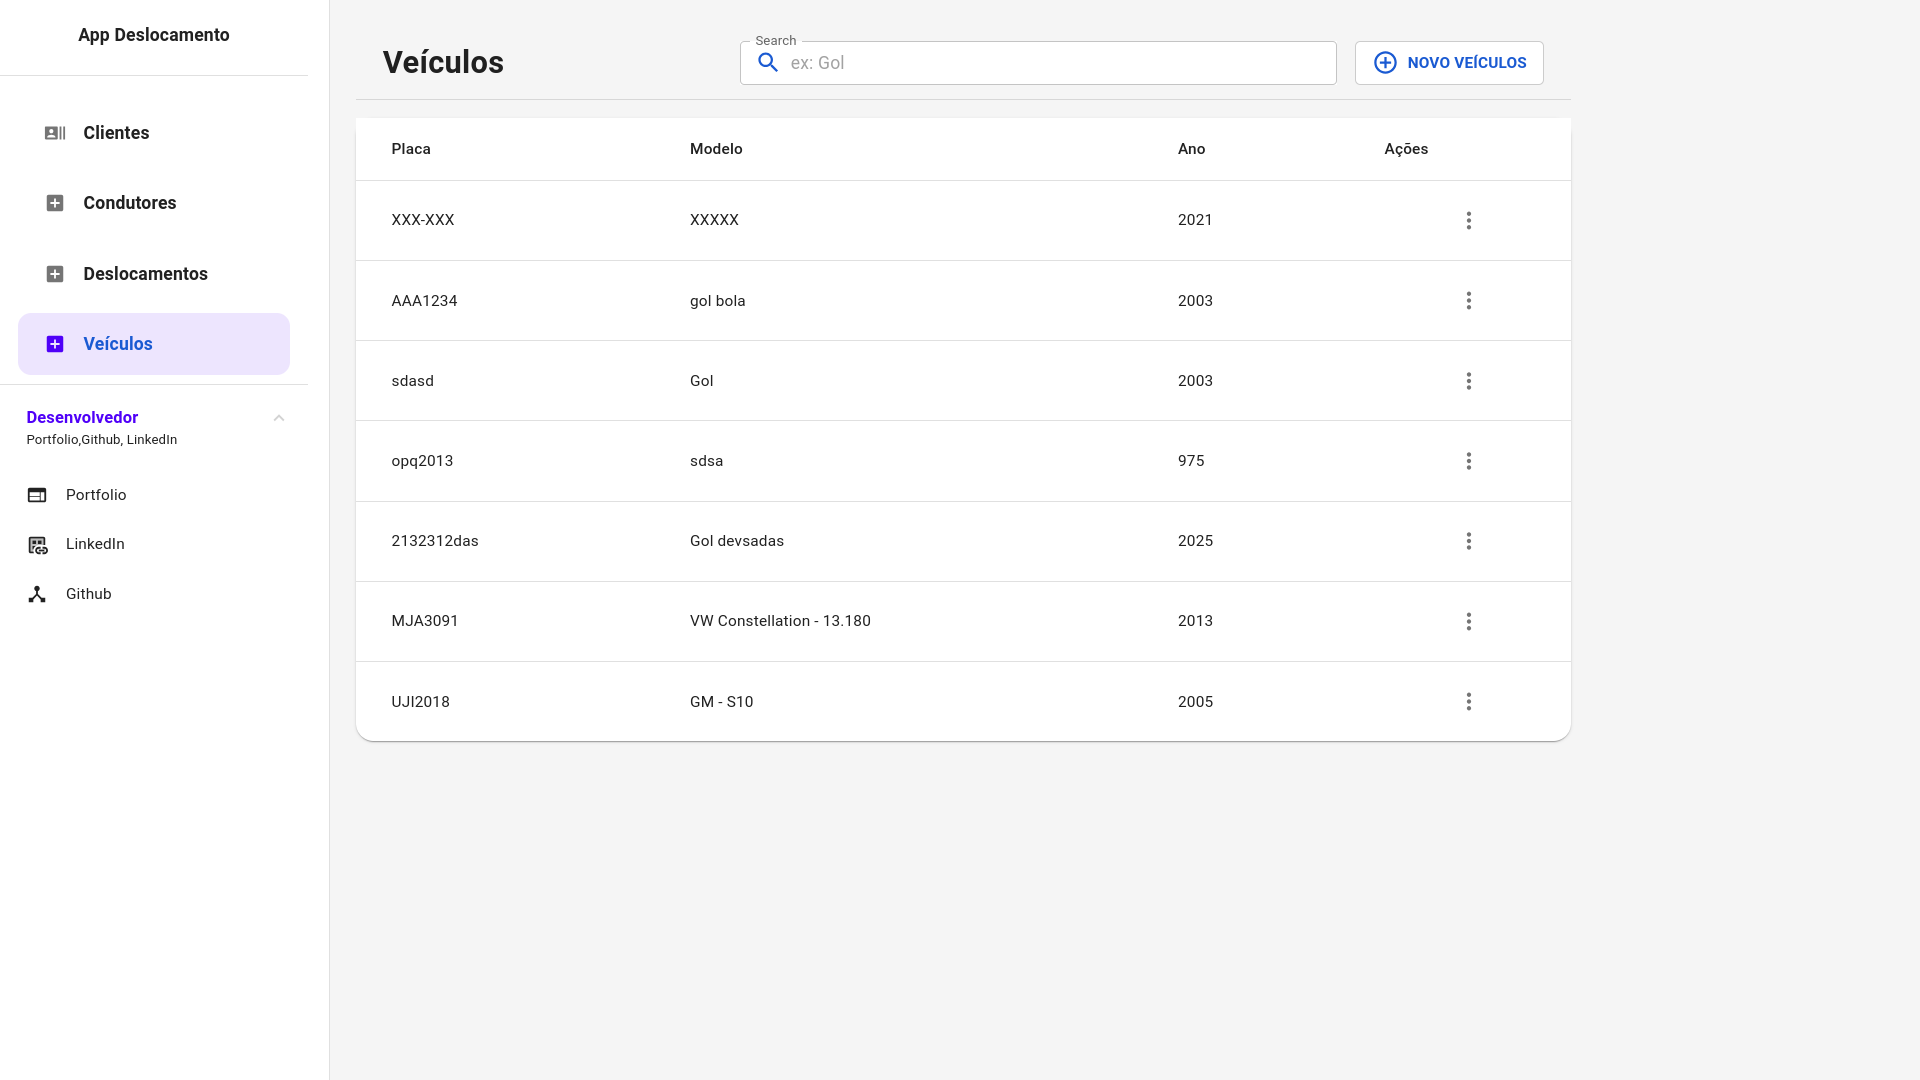 App Deslocamento
Clientes
Condutores
Deslocamentos
Veículos
Desenvolvedor
Portfolio,Github, LinkedIn
Portfolio
LinkedIn
Github
Veículos
Search
ex: Gol
NOVO VEÍCULOS
Placa Modelo Ano Ações
XXX-XXX XXXXX 2021
AAA1234 gol bola 2003
sdasd Gol 2003
opq2013 sdsa 975
2132312das Gol devsadas 2025
MJA3091 VW Constellation - 13.180 2013
UJI2018 GM - S10 2005